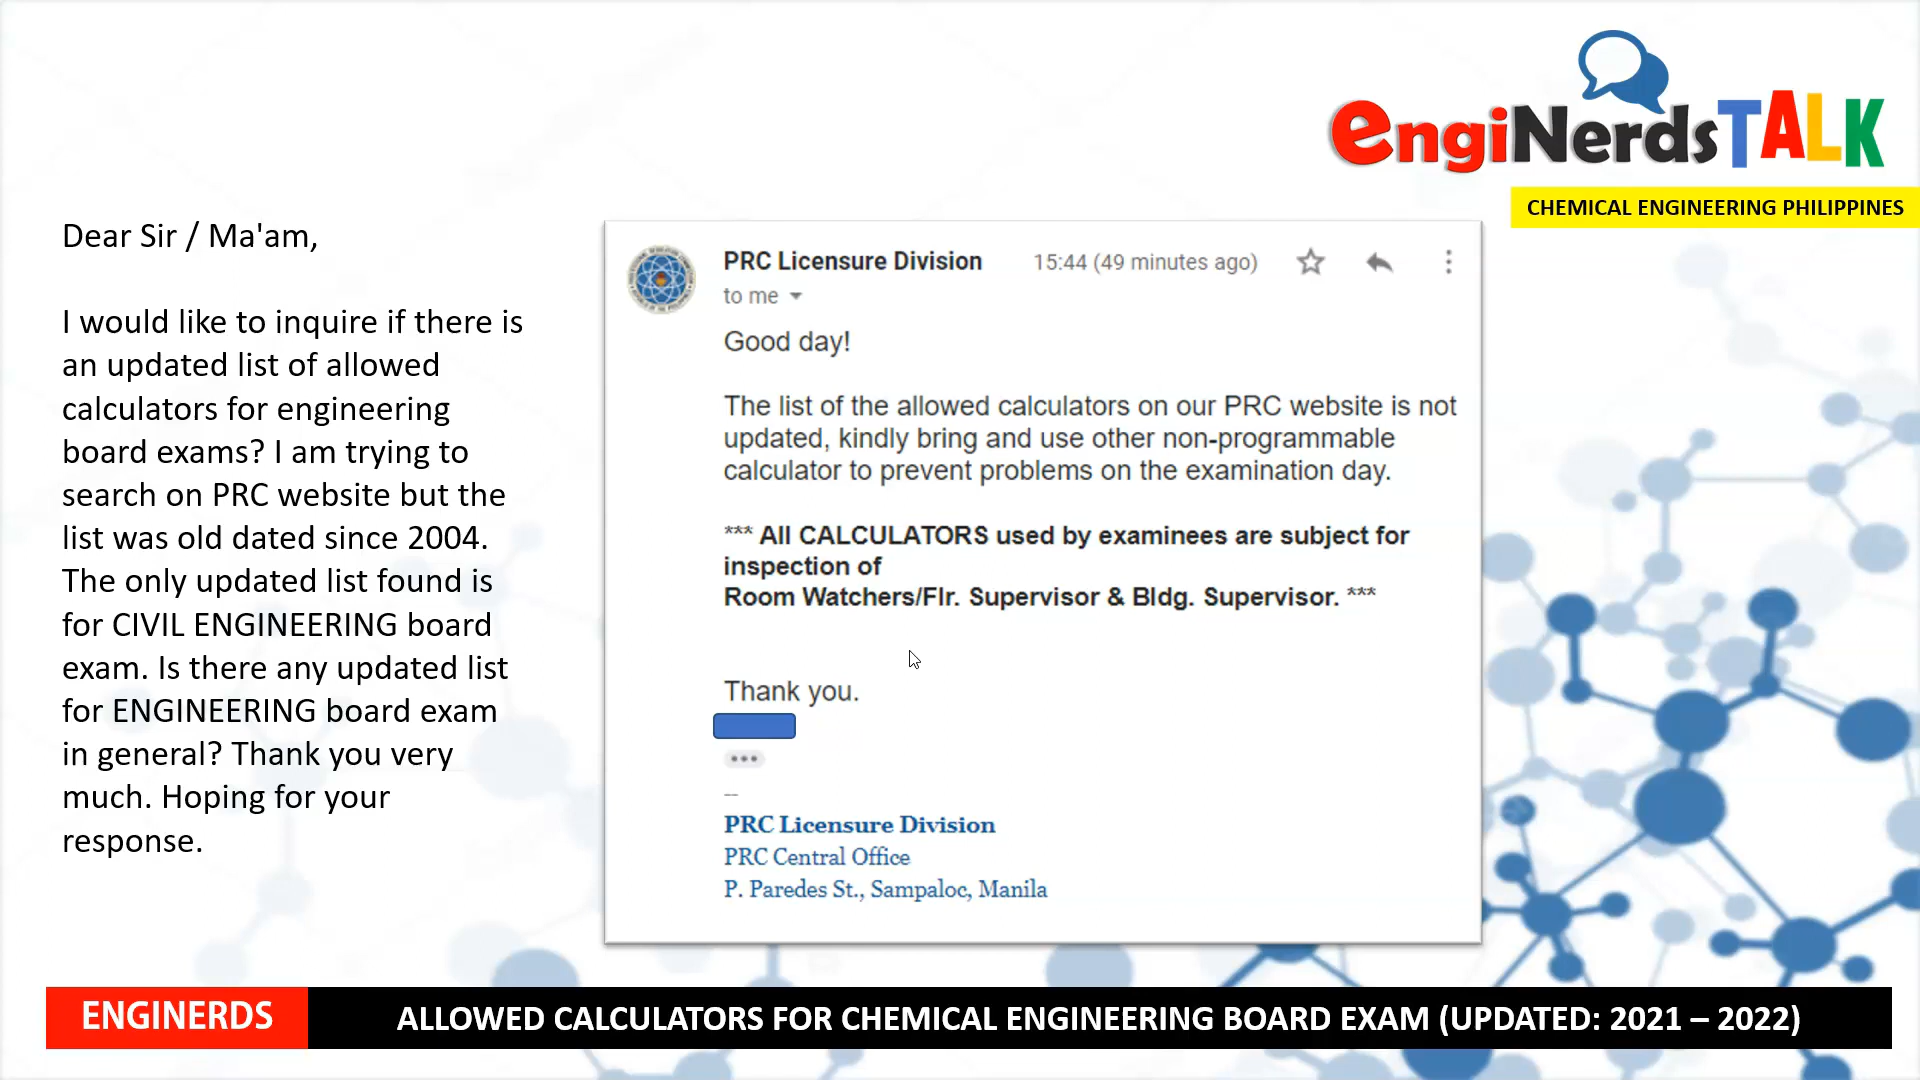 engiNerdsTALK
CHEMICAL ENGINEERING PHILIPPINES
Dear Sir / Ma'am,
I would like to inquire if there is
an updated list of allowed
calculators for engineering
board exams? I am trying to
search on PRC website but the
list was old dated since 2004.
The only updated list found is
for CIVIL ENGINEERING board
exam. Is there any updated list
for ENGINEERING board exam
in general? Thank you very
much. Hoping for your
response.
PRC Licensure Division 15:44 (49 minutes ago)
to me
Good day!
The list of the allowed calculators on our PRC website is not
updated, kindly bring and use other non-programmable
calculator to prevent problems on the examination day.
*** All CALCULATORS used by examinees are subject for
inspection of
Room Watchers/Flr. Supervisor & Bldg. Supervisor. ***
Thank you.
--
PRC Licensure Division
PRC Central Office
P. Paredes St., Sampaloc, Manila
ENGINERDS
ALLOWED CALCULATORS FOR CHEMICAL ENGINEERING BOARD EXAM (UPDATED: 2021 – 2022)